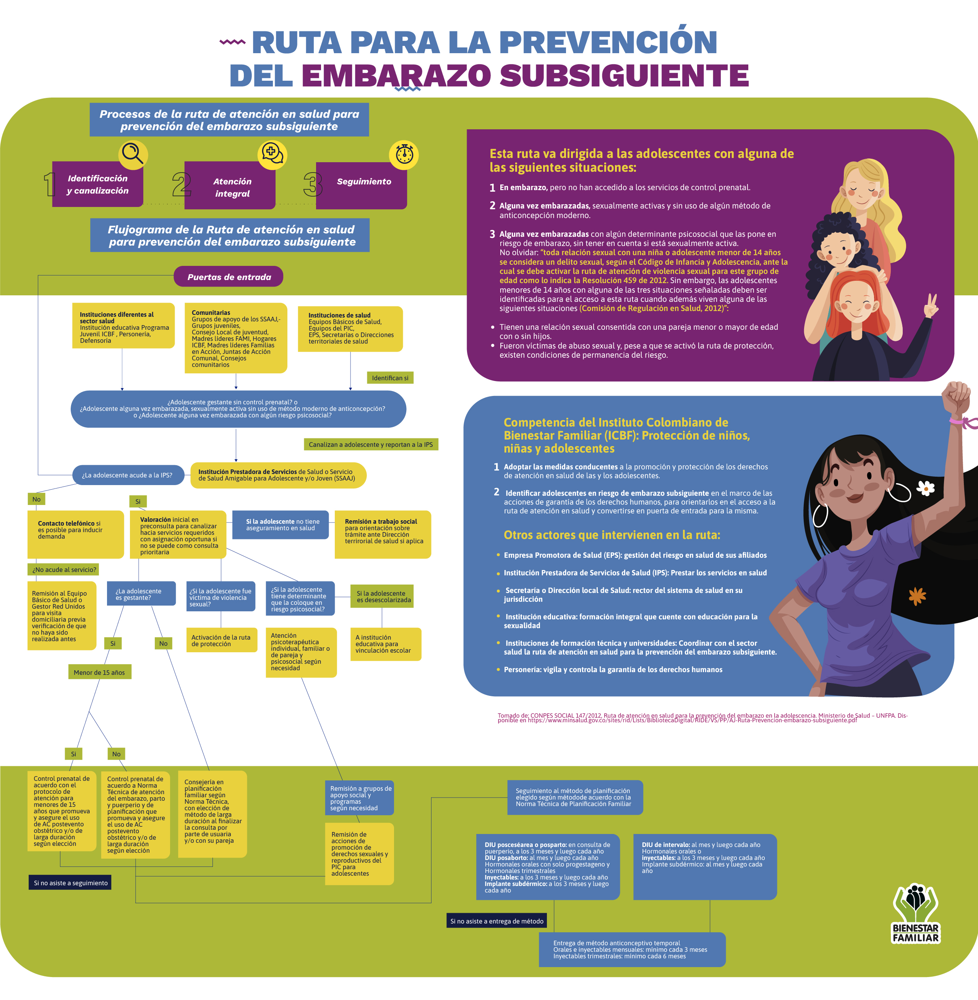 RUTA PARA LA PREVENCIÓN
DEL EMBARAZO SUBSIGUIENTE
Procesos de la ruta de atención en salud para
prevención del embarazo subsiguiente
1
Identificación
y canalización
2
Atención
integral
3
Seguimiento
Flujograma de la Ruta de atención en salud
para prevención del embarazo subsiguiente
Puertas de entrada
Instituciones diferentes al
sector salud
Institución educativa Programa
Juvenil ICBF , Personería,
Defensoría
Comunitarias
Grupos de apoyo de los SSAAJ,-
Grupos juveniles,
Consejo Local de juventud,
Madres líderes FAMI, Hogares
ICBF, Madres líderes Familias
en Acción, Juntas de Acción
Comunal, Consejos
comunitarios
Instituciones de salud
Equipos Básicos de Salud,
Equipos del PIC,
EPS, Secretarías o Direcciones
territoriales de salud
Identifican si
¿Adolescente gestante sin control prenatal? o
¿Adolescente alguna vez embarazada, sexualmente activa sin uso de método moderno de anticoncepción?
o ¿Adolescente alguna vez embarazada con algún riesgo psicosocial?
Canalizan a adolescente y reportan a la IPS
¿La adolescente acude a la IPS?
Institución Prestadora de Servicios de Salud o Servicio
de Salud Amigable para Adolescente y/o Joven (SSAAJ)
No
Si
Contacto telefónico si
es posible para inducir
demanda
Valoración inicial en
preconsulta para canalizar
hacia servicios requeridos
con asignación oportuna si
no se puede como consulta
prioritaria
Si la adolescente no tiene
aseguramiento en salud
Remisión a trabajo social
para orientación sobre
trámite ante Dirección
terrirorial de salud si aplica
¿No acude al servicio?
Remisión al Equipo
Básico de Salud o
Gestor Red Unidos
para visita
domiciliaria previa
verificación de que
no haya sido
realizada antes
¿La adolescente
es gestante?
¿Si la adolescente fue
víctima de violencia
sexual?
¿Si la adolescente
tiene determinante
que la coloque en
riesgo psicosocial?
Si la adolescente
es desescolarizada
Si
No
Activación de la ruta
de protección
Atención
psicoterapéutica
individual, familiar o
de pareja y
psicosocial según
necesidad
A institución
educativa para
vinculación escolar
Menor de 15 años
Si
No
Control prenatal de
acuerdo con el
protocolo de
atención para
menores de 15
años que promueva
y asegure el uso
de AC postevento
obstétrico y/o de
larga duración
según elección
Control prenatal de
acuerdo a Norma
Técnica de atención
del embarazo, parto
y puerperio y de
planificación que
promueva y asegure
el uso de AC
postevento
obstétrico y/o de
larga duración
según elección
Consejería en
planificación
familiar según
Norma Técnica,
con elección de
método de larga
duración al finalizar
la consulta por
parte de usuaria
y/o con su pareja
Remisión a grupos de
apoyo social y
programas
según necesidad
Remisión de
acciones de
promoción de
derechos sexuales y
reproductivos del
PIC para
adolescentes
Si no asiste a seguimiento
Esta ruta va dirigida a las adolescentes con alguna de
las siguientes situaciones:
1 En embarazo, pero no han accedido a los servicios de control prenatal.
2 Alguna vez embarazadas, sexualmente activas y sin uso de algún método de
anticoncepción moderno.
3 Alguna vez embarazadas con algún determinante psicosocial que las pone en
riesgo de embarazo, sin tener en cuenta si está sexualmente activa.
No olvidar: “toda relación sexual con una niña o adolescente menor de 14 años
se considera un delito sexual, según el Código de Infancia y Adolescencia, ante la
cual se debe activar la ruta de atención de violencia sexual para este grupo de
edad como lo indica la Resolución 459 de 2012. Sin embargo, las adolescentes
menores de 14 años con alguna de las tres situaciones señaladas deben ser
identificadas para el acceso a esta ruta cuando además viven alguna de las
siguientes situaciones (Comisión de Regulación en Salud, 2012)”:
• Tienen una relación sexual consentida con una pareja menor o mayor de edad
con o sin hijos.
• Fueron víctimas de abuso sexual y, pese a que se activó la ruta de protección,
existen condiciones de permanencia del riesgo.
Competencia del Instituto Colombiano de
Bienestar Familiar (ICBF): Protección de niños,
niñas y adolescentes
1 Adoptar las medidas conducentes a la promoción y protección de los derechos
de atención en salud de las y los adolescentes.
2 Identificar adolescentes en riesgo de embarazo subsiguiente en el marco de las
acciones de garantía de los derechos humanos, para orientarlos en el acceso a la
ruta de atención en salud y convertirse en puerta de entrada para la misma.
Otros actores que intervienen en la ruta:
• Empresa Promotora de Salud (EPS): gestión del riesgo en salud de sus afiliados
• Institución Prestadora de Servicios de Salud (IPS): Prestar los servicios en salud
• Secretaría o Dirección local de Salud: rector del sistema de salud en su
jurisdicción
• Institución educativa: formación integral que cuente con educación para la
sexualidad
• Instituciones de formación técnica y universidades: Coordinar con el sector
salud la ruta de atención en salud para la prevención del embarazo subsiguiente.
• Personería: vigila y controla la garantía de los derechos humanos
Tomado de: CONPES SOCIAL 147/2012, Ruta de atención en salud para la prevención del embarazo en la adolescencia. Ministerio de Salud – UNFPA. Dis-
ponible en https://www.minsalud.gov.co/sites/rid/Lists/BibliotecaDigital/RIDE/VS/PP/AJ-Ruta-Prevencion-embarazo-subsiguiente.pdf
Seguimiento al método de planificación
elegido según métodode acuerdo con la
Norma Técnica de Planificación Familiar
DIU posceséarea o posparto: en consulta de
puerperio, a los 3 meses y luego cada año
DIU posaborto: al mes y luego cada año
Hormonales orales con solo progestageno y
Hormonales trimestrales
Inyectables: a los 3 meses y luego cada año
Implante subdérmico: a los 3 meses y luego
cada año
DIU de intervalo: al mes y luego cada año
Hormonales orales o
inyectables: a los 3 meses y luego cada año
Implante subdérmico: al mes y luego cada
año
Si no asiste a entrega de método
Entrega de método anticonceptivo temporal
Orales e inyectables mensuales: mínimo cada 3 meses
Inyectables trimestrales: mínimo cada 6 meses
BIENESTAR
FAMILIAR